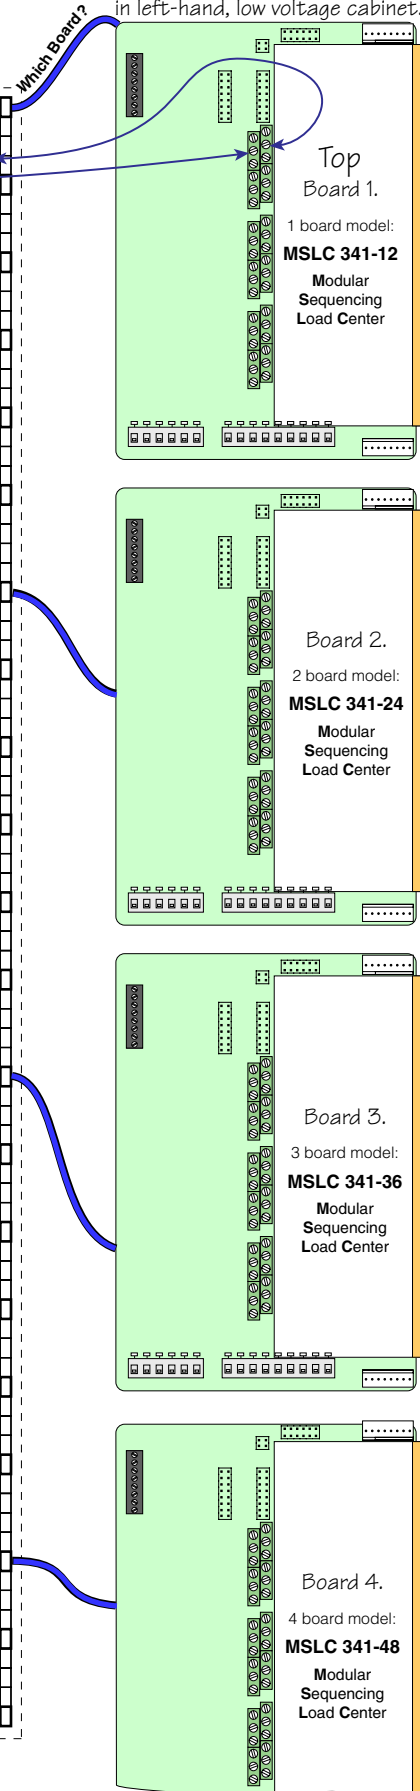 in left-hand, low voltage cabinet.
Which Board?
Top
Board 1.
1 board model:
MSLC 341-12
Modular
Sequencing
Load Center
Board 2.
2 board model:
MSLC 341-24
Modular
Sequencing
Load Center
Board 3.
3 board model:
MSLC 341-36
Modular
Sequencing
Load Center
Board 4.
4 board model:
MSLC 341-48
Modular
Sequencing
Load Center